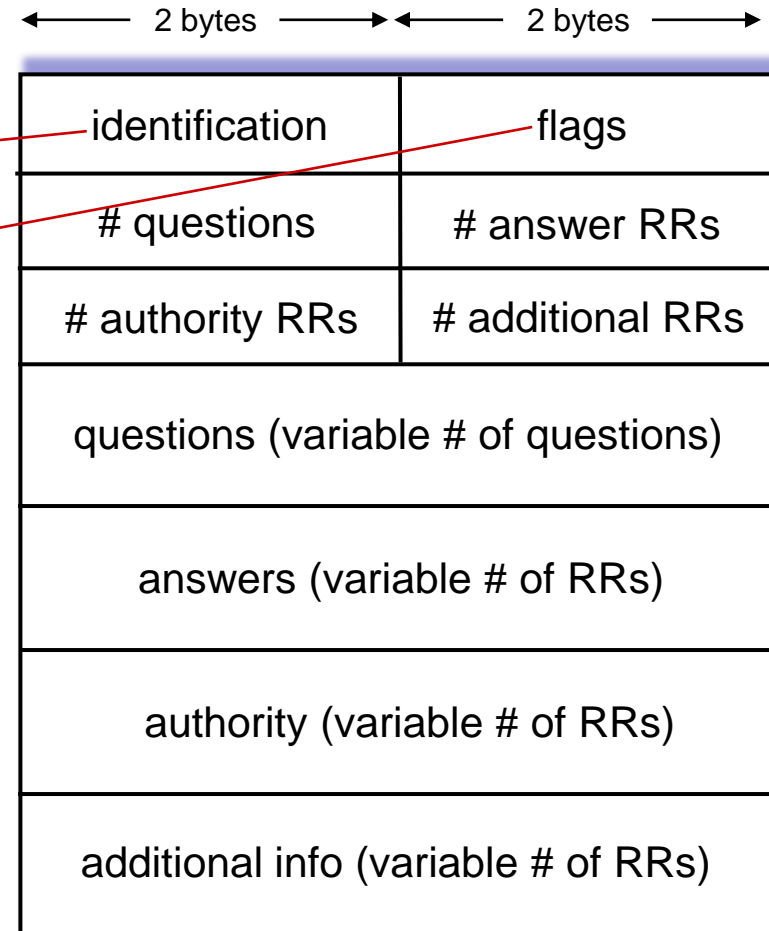 2 bytes 2 bytes
identification flags
# questions # answer RRs
# authority RRs # additional RRs
questions (variable # of questions)
answers (variable # of RRs)
authority (variable # of RRs)
additional info (variable # of RRs)